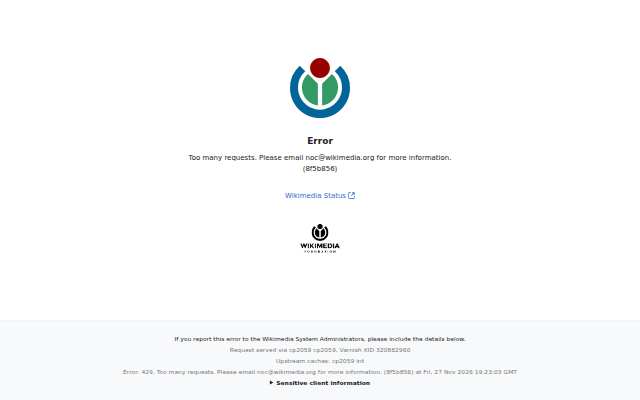 Error
Too many requests. Please email noc@wikimedia.org for more information.
(8f5b856)
Wikimedia Status
WIKIMEDIA
FOUNDATION
If you report this error to the Wikimedia System Administrators, please include the details below.
Request served via cp2059 cp2059, Varnish XID 320882960
Upstream caches: cp2059 int
Error: 429, Too many requests. Please email noc@wikimedia.org for more information. (8f5b856) at Fri, 27 Nov 2026 19:23:03 GMT
Sensitive client information